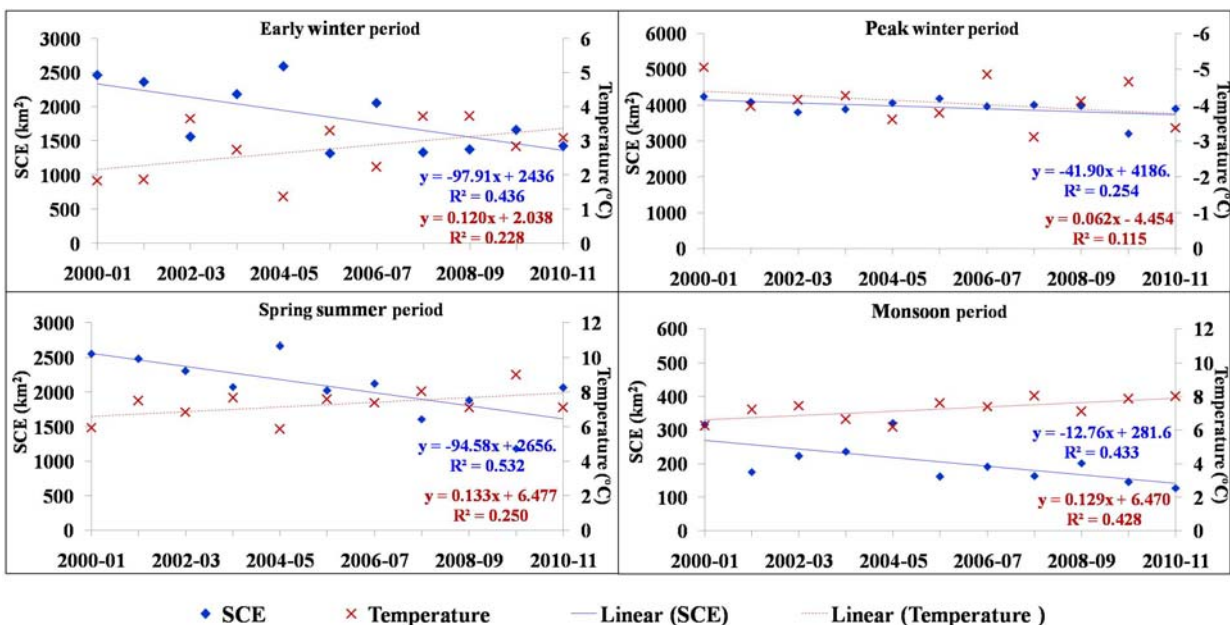 Early winter period
3000
2500
2000
1500
1000
500
0
SCE (km²)
6
5
4
3
2
1
0
Temperature (°C)
y = -97.91x + 2436
R² = 0.436
y = 0.120x + 2.038
R² = 0.228
2000-01 2002-03 2004-05 2006-07 2008-09 2010-11
Peak winter period
6000
5000
4000
3000
2000
1000
0
SCE (km²)
-6
-5
-4
-3
-2
-1
0
Temperature (°C)
y = -41.90x + 4186.
R² = 0.254
y = 0.062x - 4.454
R² = 0.115
2000-01 2002-03 2004-05 2006-07 2008-09 2010-11
Spring summer period
3000
2500
2000
1500
1000
500
0
SCE (km²)
12
10
8
6
4
2
0
Temperature (°C)
y = -94.58x + 2656.
R² = 0.532
y = 0.133x + 6.477
R² = 0.250
2000-01 2002-03 2004-05 2006-07 2008-09 2010-11
Monsoon period
600
500
400
300
200
100
0
SCE (km²)
12
10
8
6
4
2
0
Temperature (°C)
y = -12.76x + 281.6
R² = 0.433
y = 0.129x + 6.470
R² = 0.428
2000-01 2002-03 2004-05 2006-07 2008-09 2010-11
SCE Temperature Linear (SCE) Linear (Temperature )